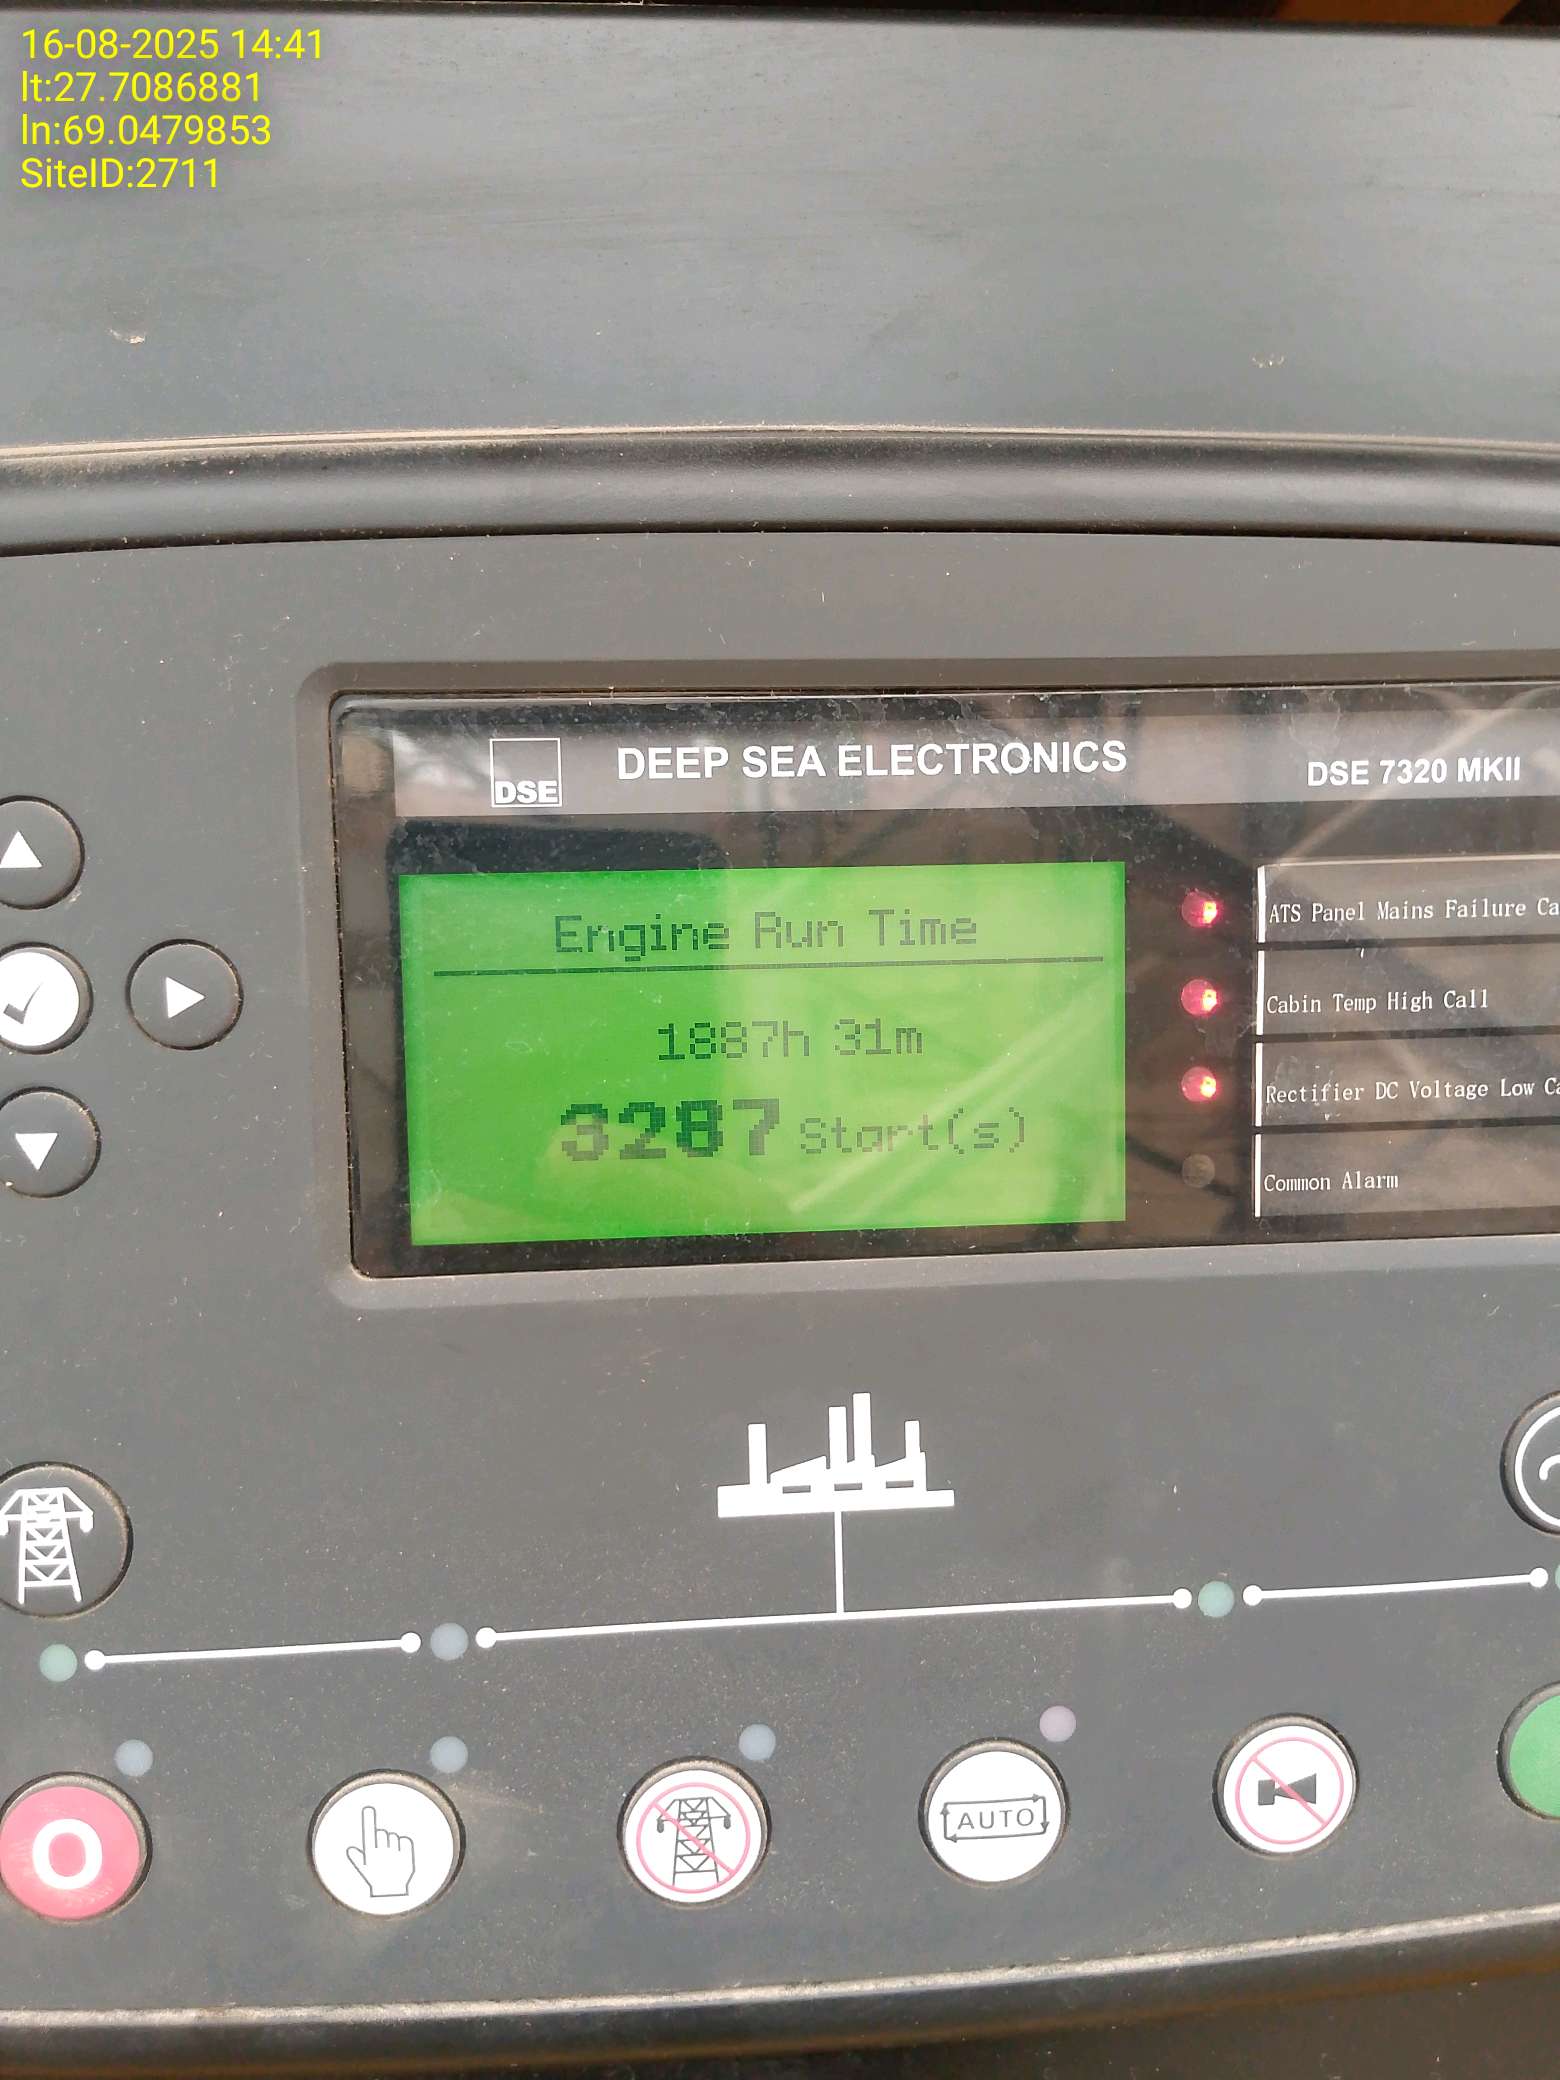 16-08-2025 14:41
lt:27.7086881
ln:69.0479853
SiteID:2711
DSE
DEEP SEA ELECTRONICS
DSE 7320 MKII
Engine Run Time
1887h 31m
3287 Start(s)
ATS Panel Mains Failure Ca
Cabin Temp High Call
Rectifier DC Voltage Low Ca
Common Alarm
O
AUTO